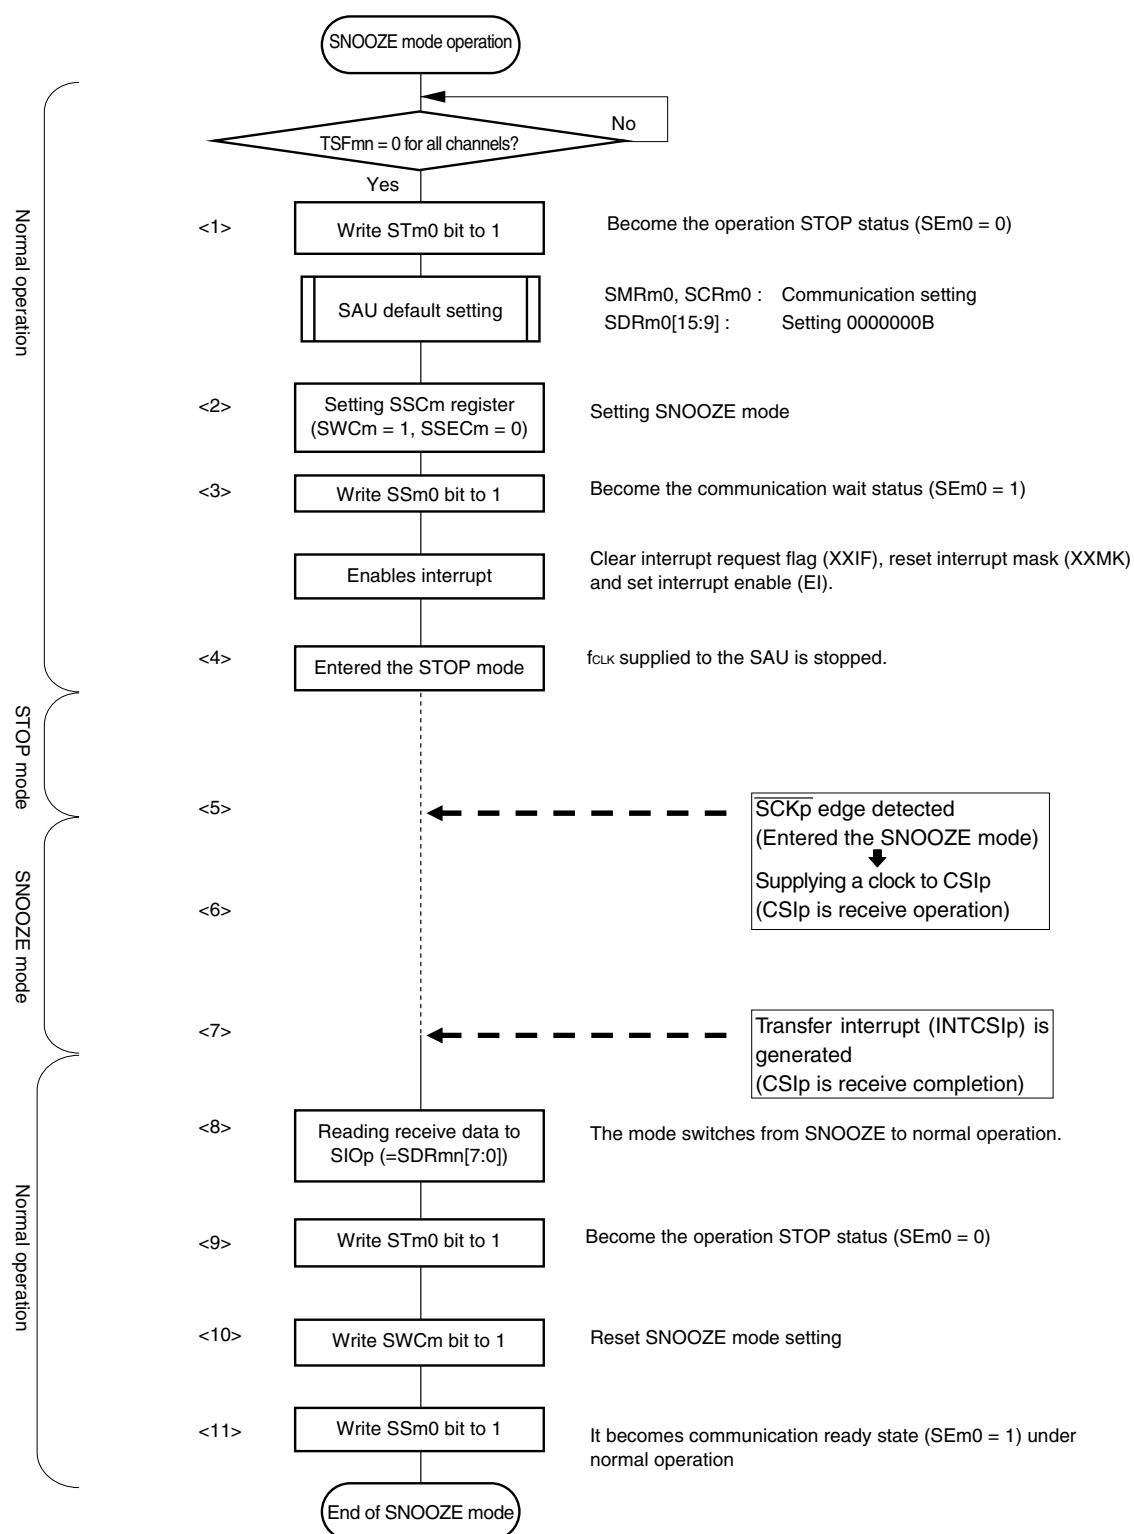 SNOOZE mode operation
No
TSFmn = 0 for all channels?
Yes
Normal operation
<1>
Write STm0 bit to 1
Become the operation STOP status (SEm0 = 0)
SAU default setting
SMRm0, SCRm0 : Communication setting
SDRm0[15:9] : Setting 0000000B
<2>
Setting SSCm register
(SWCm = 1, SSECm = 0)
Setting SNOOZE mode
<3>
Write SSm0 bit to 1
Become the communication wait status (SEm0 = 1)
Enables interrupt
Clear interrupt request flag (XXIF), reset interrupt mask (XXMK)
and set interrupt enable (EI).
<4>
Entered the STOP mode
fCLK supplied to the SAU is stopped.
STOP mode
<5>
SCKp edge detected
(Entered the SNOOZE mode)
Supplying a clock to CSIp
(CSIp is receive operation)
SNOOZE mode
<6>
<7>
Transfer interrupt (INTCSIp) is
generated
(CSIp is receive completion)
Normal operation
<8>
Reading receive data to
SIOp (=SDRmn[7:0])
The mode switches from SNOOZE to normal operation.
<9>
Write STm0 bit to 1
Become the operation STOP status (SEm0 = 0)
<10>
Write SWCm bit to 1
Reset SNOOZE mode setting
<11>
Write SSm0 bit to 1
It becomes communication ready state (SEm0 = 1) under
normal operation
End of SNOOZE mode